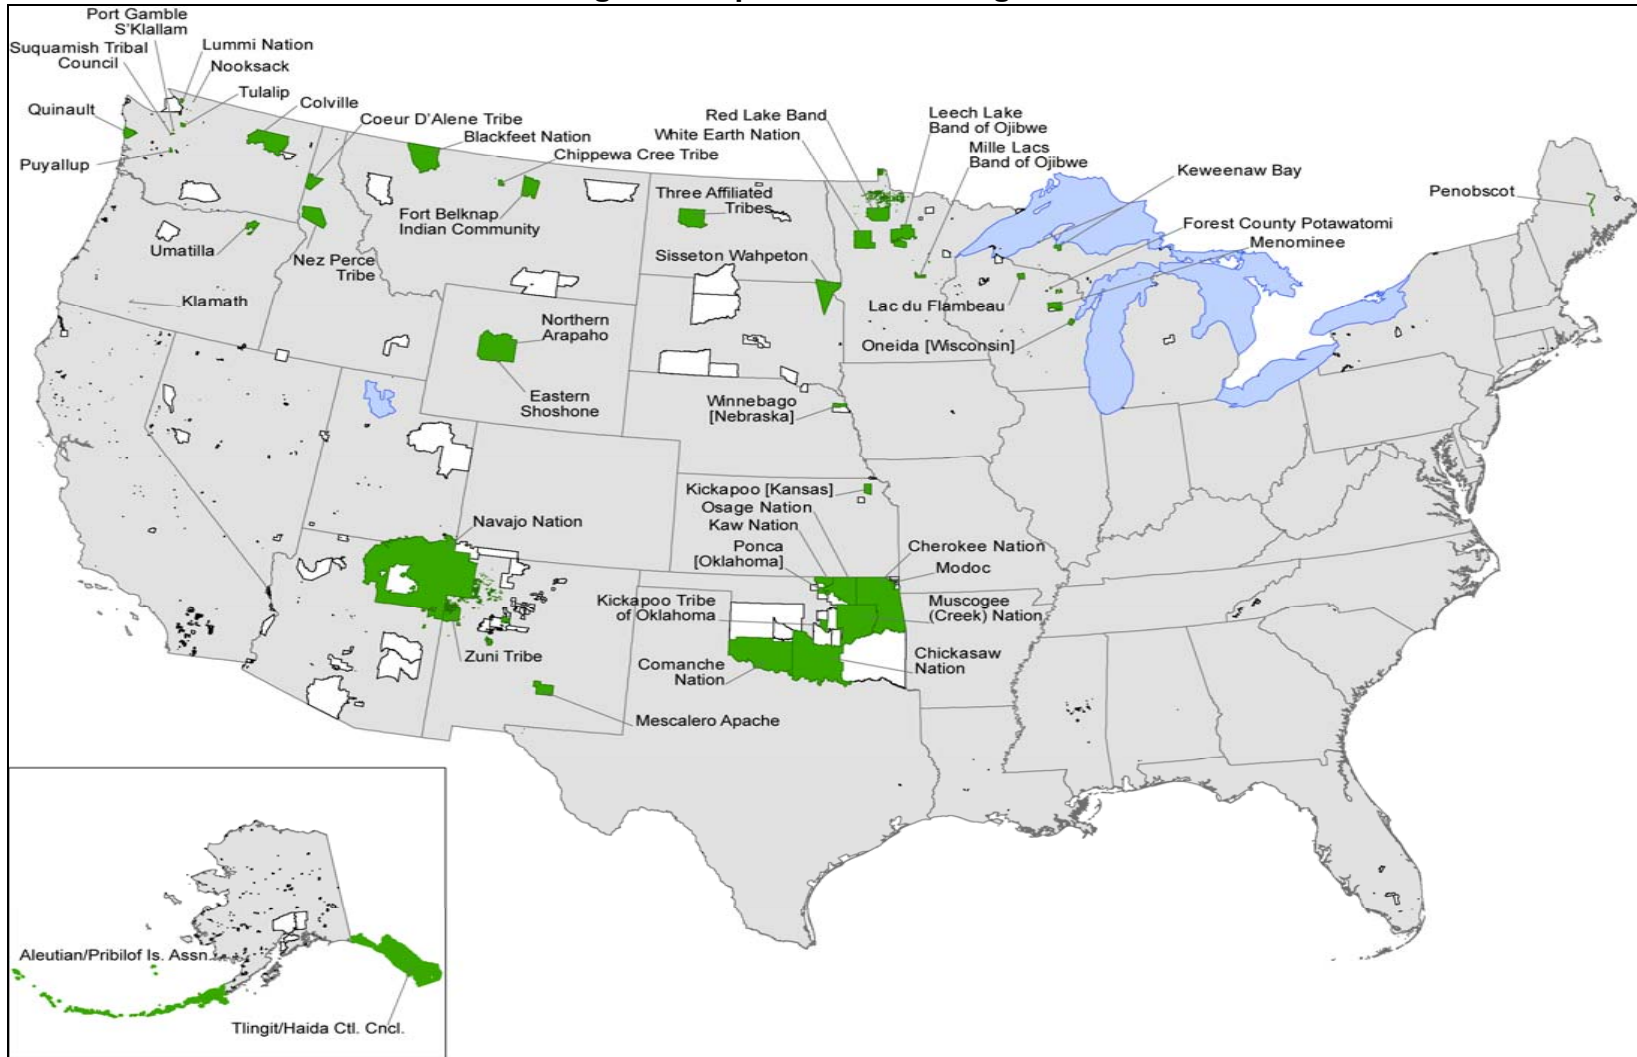 Port Gamble
S'Klallam
Suquamish Tribal
Council
Lummi Nation
Nooksack
Tulalip
Quinault
Colville
Coeur D'Alene Tribe
Blackfeet Nation
Chippewa Cree Tribe
Puyallup
Red Lake Band
White Earth Nation
Leech Lake
Band of Ojibwe
Mille Lacs
Band of Ojibwe
Keweenaw Bay
Penobscot
Three Affiliated
Tribes
Fort Belknap
Indian Community
Forest County Potawatomi
Menominee
Umatilla
Nez Perce
Tribe
Sisseton Wahpeton
Klamath
Lac du Flambeau
Northern
Arapaho
Oneida [Wisconsin]
Eastern
Shoshone
Winnebago
[Nebraska]
Kickapoo [Kansas]
Osage Nation
Kaw Nation
Navajo Nation
Ponca
[Oklahoma]
Cherokee Nation
Modoc
Kickapoo Tribe
of Oklahoma
Muscogee
(Creek) Nation
Zuni Tribe
Comanche
Nation
Chickasaw
Nation
Mescalero Apache
Aleutian/Pribilof Is. Assn.
Tlingit/Haida Ctl. Cncl.